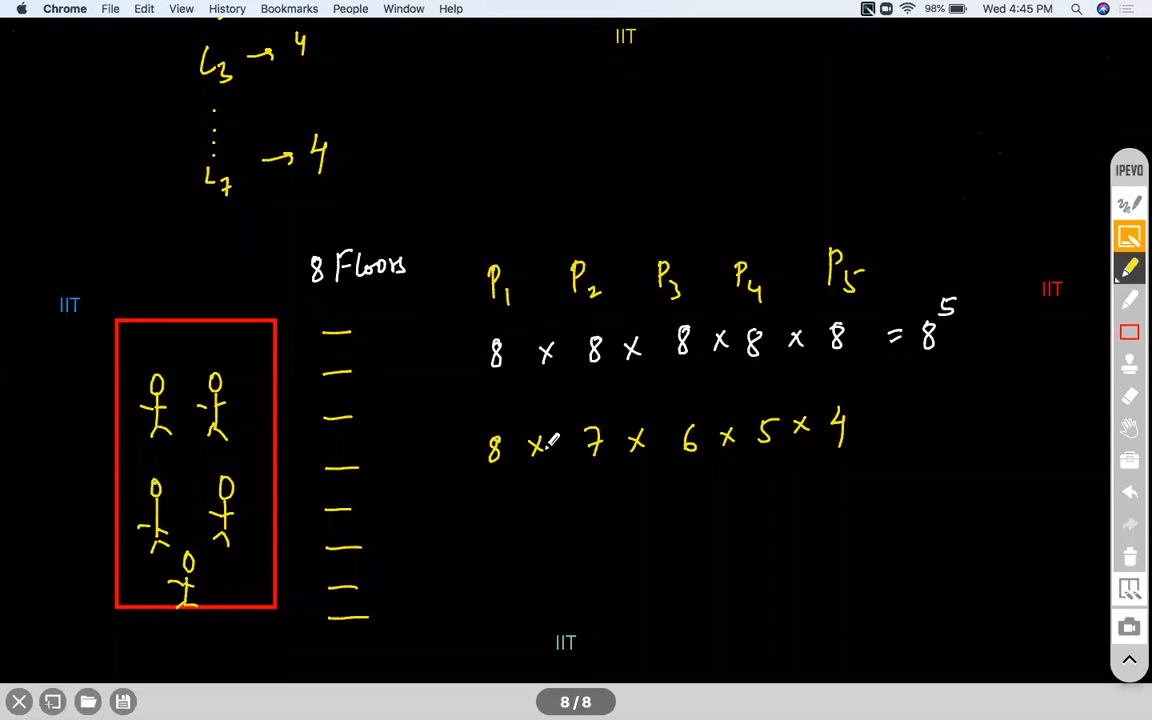 Chrome File Edit View History Bookmarks People Window Help 98% Wed 4:45 PM
IIT
L3 → 4
L7 → 4
8 Floors P1 P2 P3 P4 P5
IIT
IIT
8 × 8 × 8 × 8 × 8 = 8^5
8 × 7 × 6 × 5 × 4
IIT
IPEVO
8 / 8